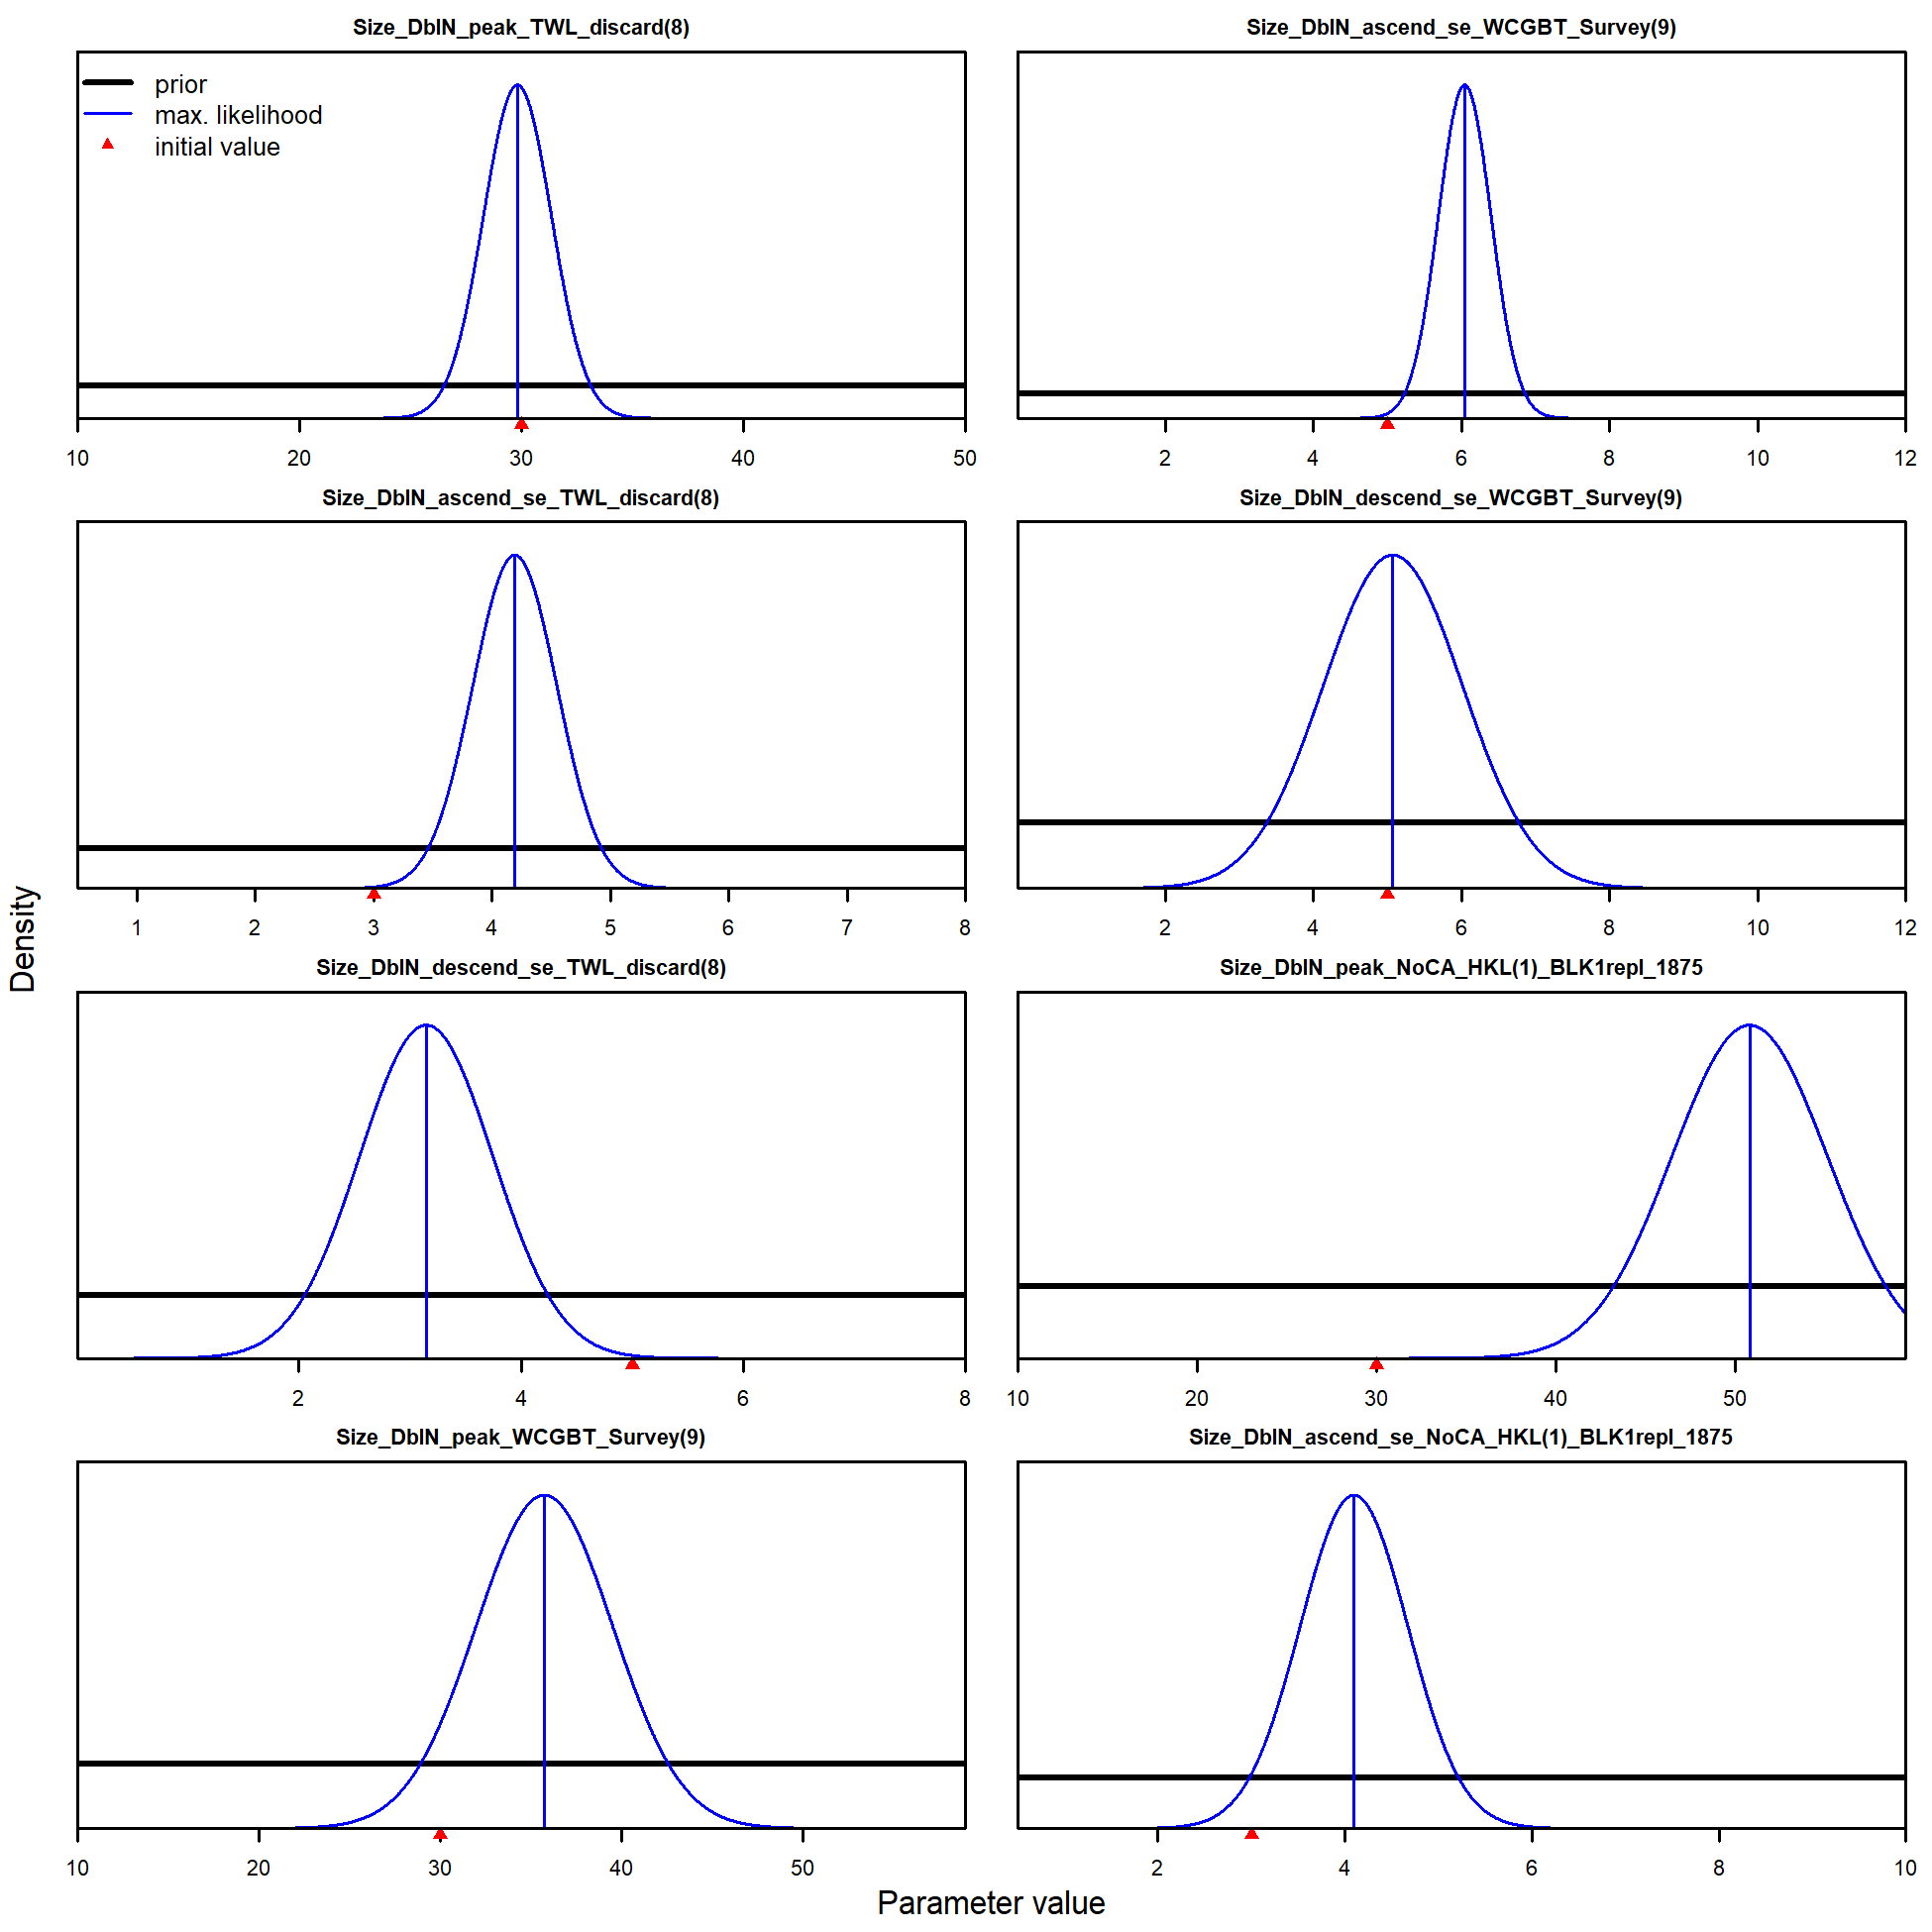 Size_DblN_peak_TWL_discard(8)
prior
max. likelihood
initial value
10 20 30 40 50
Size_DblN_ascend_se_WCGBT_Survey(9)
2 4 6 8 10 12
Size_DblN_ascend_se_TWL_discard(8)
1 2 3 4 5 6 7 8
Size_DblN_descend_se_WCGBT_Survey(9)
2 4 6 8 10 12
Size_DblN_descend_se_TWL_discard(8)
2 4 6 8
Size_DblN_peak_NoCA_HKL(1)_BLK1repl_1875
10 20 30 40 50
Size_DblN_peak_WCGBT_Survey(9)
10 20 30 40 50
Size_DblN_ascend_se_NoCA_HKL(1)_BLK1repl_1875
2 4 6 8 10
Density
Parameter value